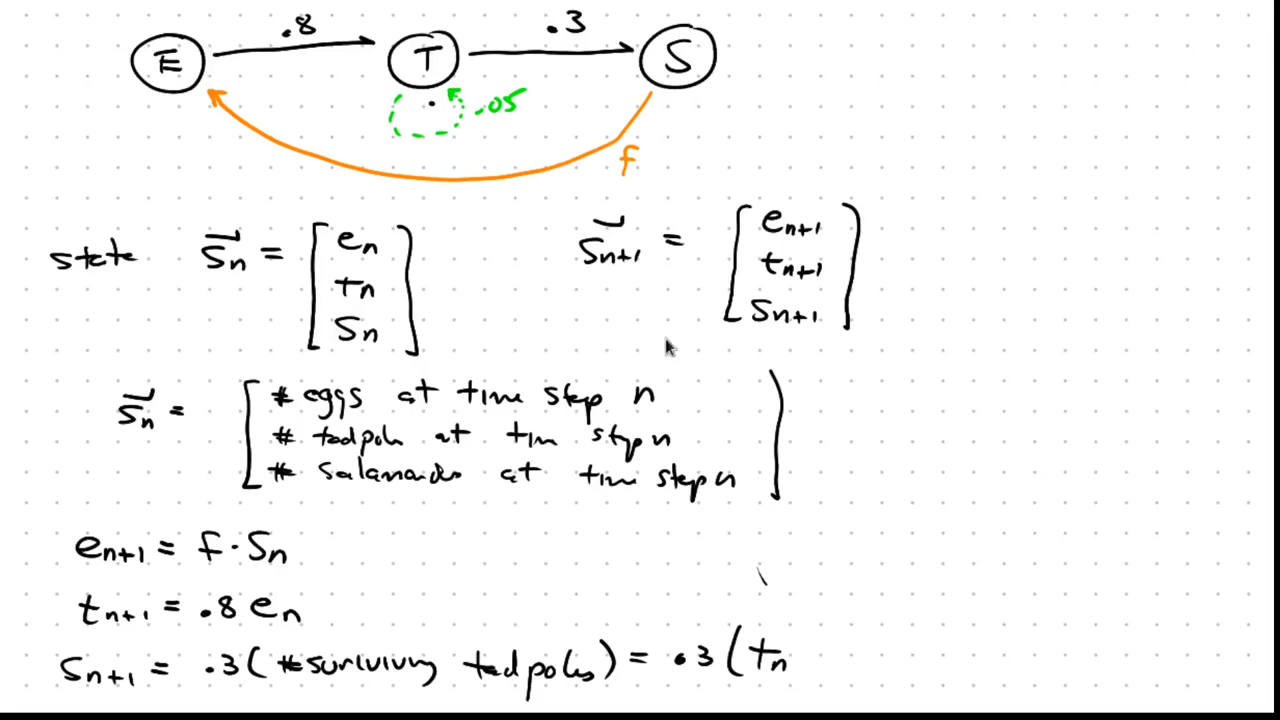 .8 .3
E T S
.05
f
state s⃗n = [en tn sn] s⃗n+1 = [en+1 tn+1 sn+1]
s⃗n = [# eggs at time step n
# tadpols at tim step n
# salamanders at time step n]
en+1 = f · sn
tn+1 = .8 en
sn+1 = .3 ( # surviving tadpoles ) = .3 ( tn